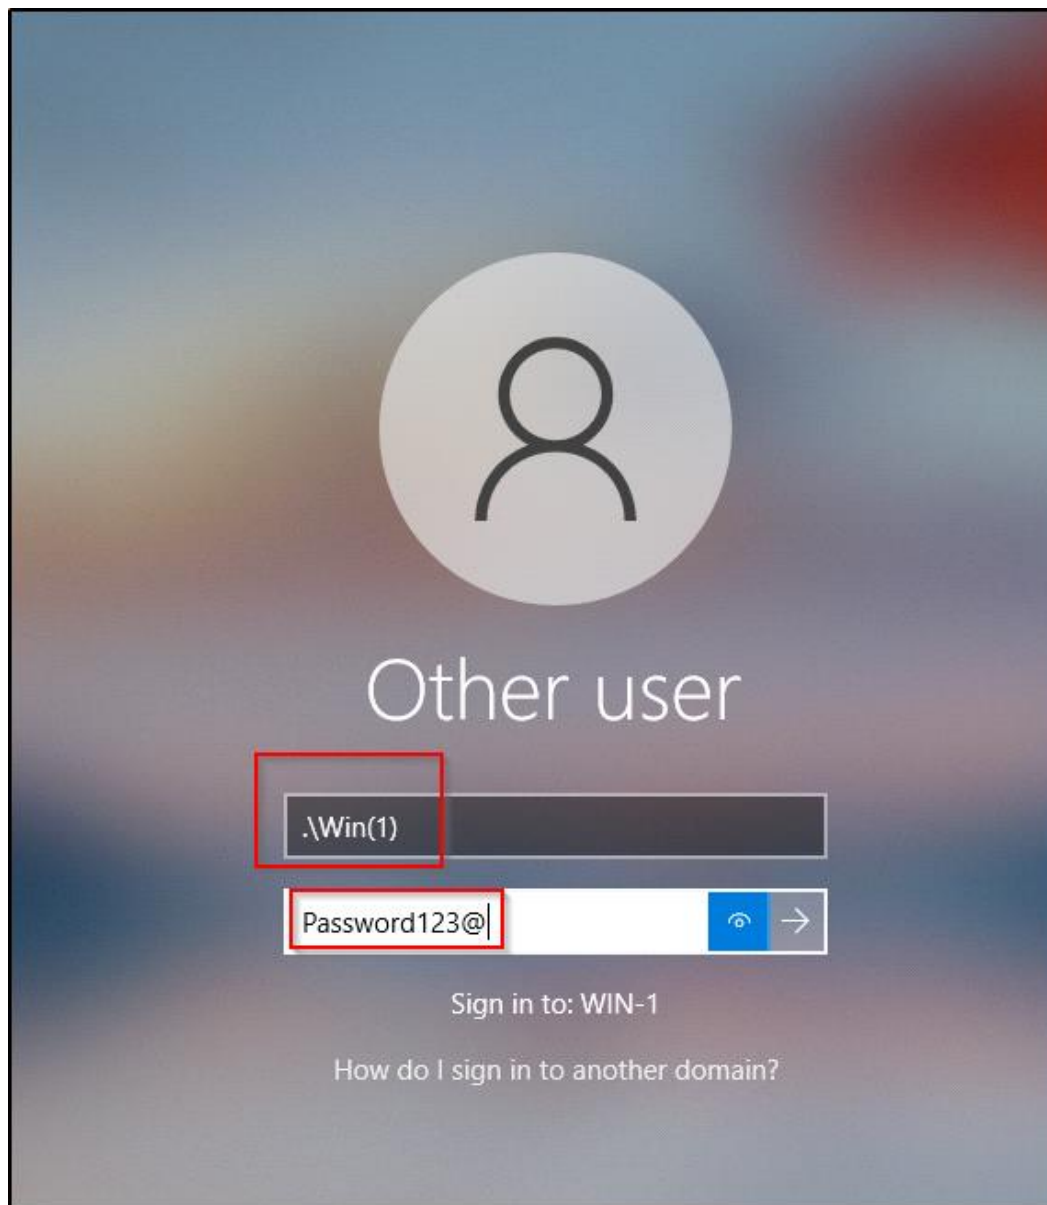 Other user
.\Win(1)
Password123@
Sign in to: WIN-1
How do I sign in to another domain?